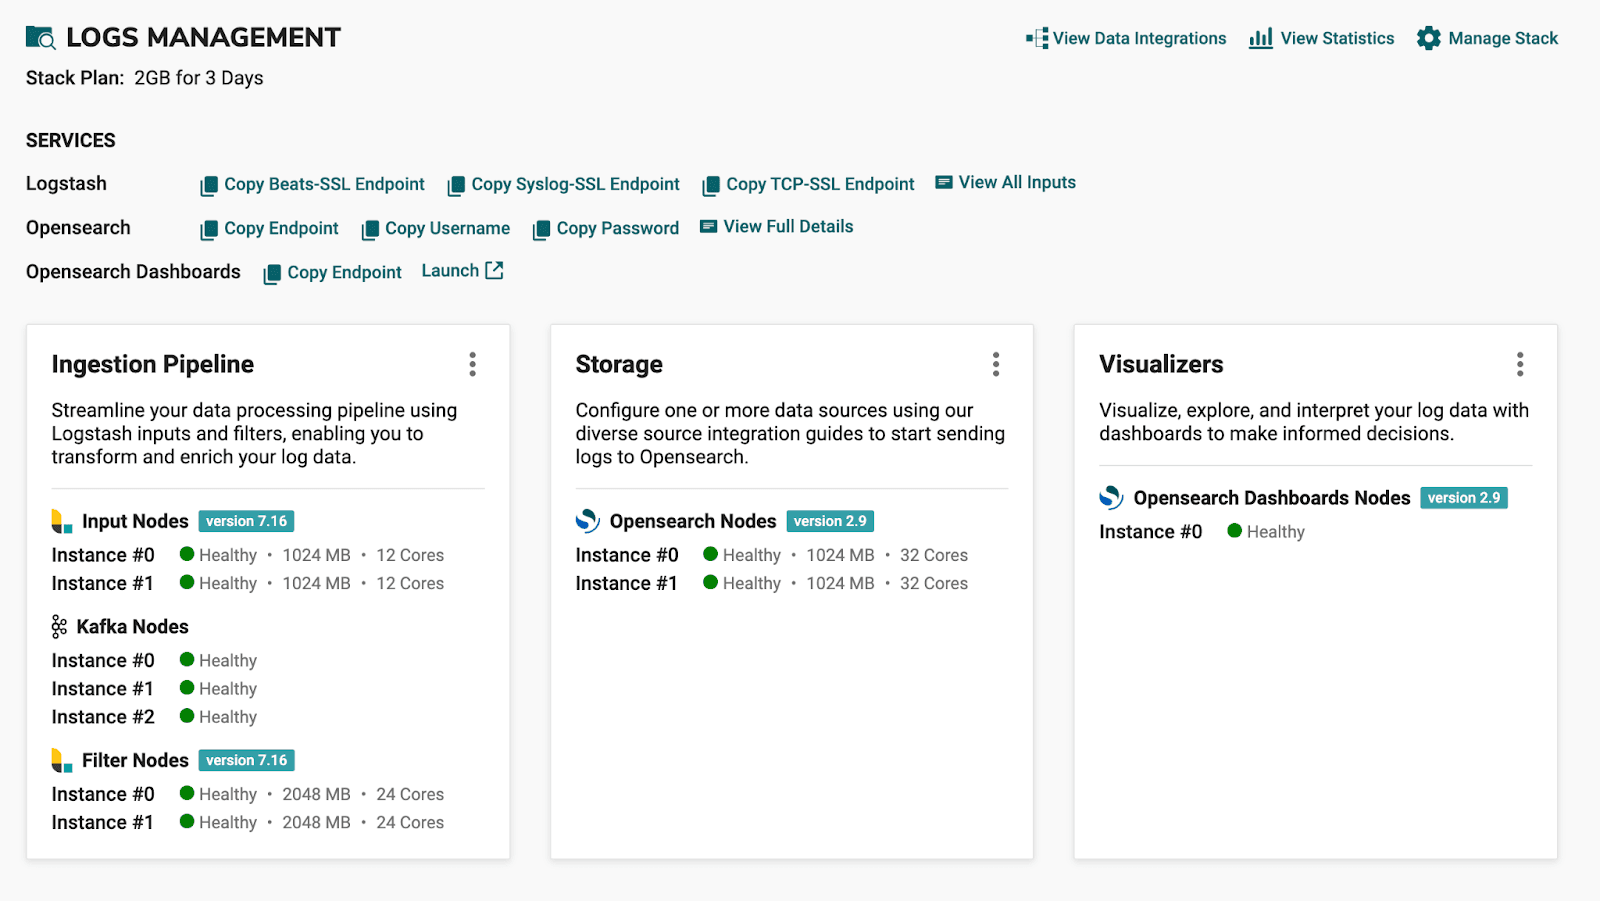 LOGS MANAGEMENT
View Data Integrations View Statistics Manage Stack
Stack Plan: 2GB for 3 Days
SERVICES
Logstash Copy Beats-SSL Endpoint Copy Syslog-SSL Endpoint Copy TCP-SSL Endpoint View All Inputs
Opensearch Copy Endpoint Copy Username Copy Password View Full Details
Opensearch Dashboards Copy Endpoint Launch
Ingestion Pipeline
Streamline your data processing pipeline using
Logstash inputs and filters, enabling you to
transform and enrich your log data.
Input Nodes version 7.16
Instance #0 Healthy • 1024 MB • 12 Cores
Instance #1 Healthy • 1024 MB • 12 Cores
Kafka Nodes
Instance #0 Healthy
Instance #1 Healthy
Instance #2 Healthy
Filter Nodes version 7.16
Instance #0 Healthy • 2048 MB • 24 Cores
Instance #1 Healthy • 2048 MB • 24 Cores
Storage
Configure one or more data sources using our
diverse source integration guides to start sending
logs to Opensearch.
Opensearch Nodes version 2.9
Instance #0 Healthy • 1024 MB • 32 Cores
Instance #1 Healthy • 1024 MB • 32 Cores
Visualizers
Visualize, explore, and interpret your log data with
dashboards to make informed decisions.
Opensearch Dashboards Nodes version 2.9
Instance #0 Healthy